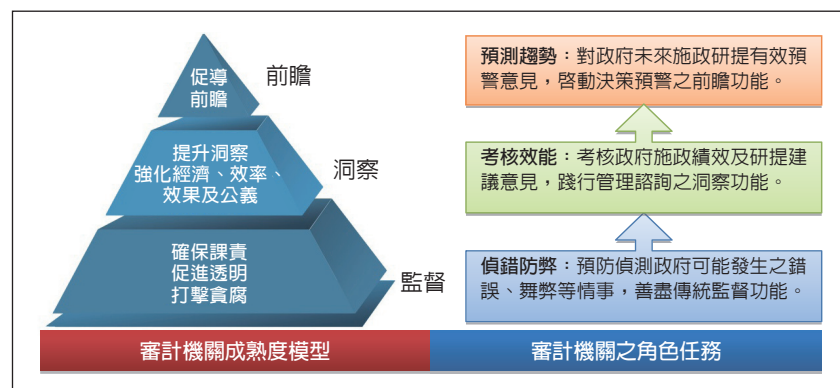 促導
前瞻
前瞻
提升洞察
強化經濟、效率、
效果及公義
洞察
確保課責
促進透明
打擊貪腐
監督
審計機關成熟度模型
預測趨勢：對政府未來施政研提有效預
警意見，啓動決策預警之前瞻功能。
考核效能：考核政府施政績效及研提建
議意見，踐行管理諮詢之洞察功能。
偵錯防弊：預防偵測政府可能發生之錯
誤、舞弊等情事，善盡傳統監督功能。
審計機關之角色任務